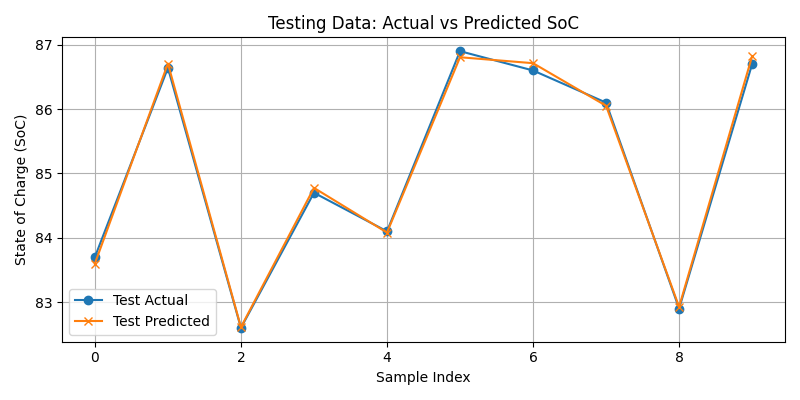 Testing Data: Actual vs Predicted SoC
State of Charge (SoC)
87
86
85
84
83
Test Actual
Test Predicted
0
2
4
6
8
Sample Index